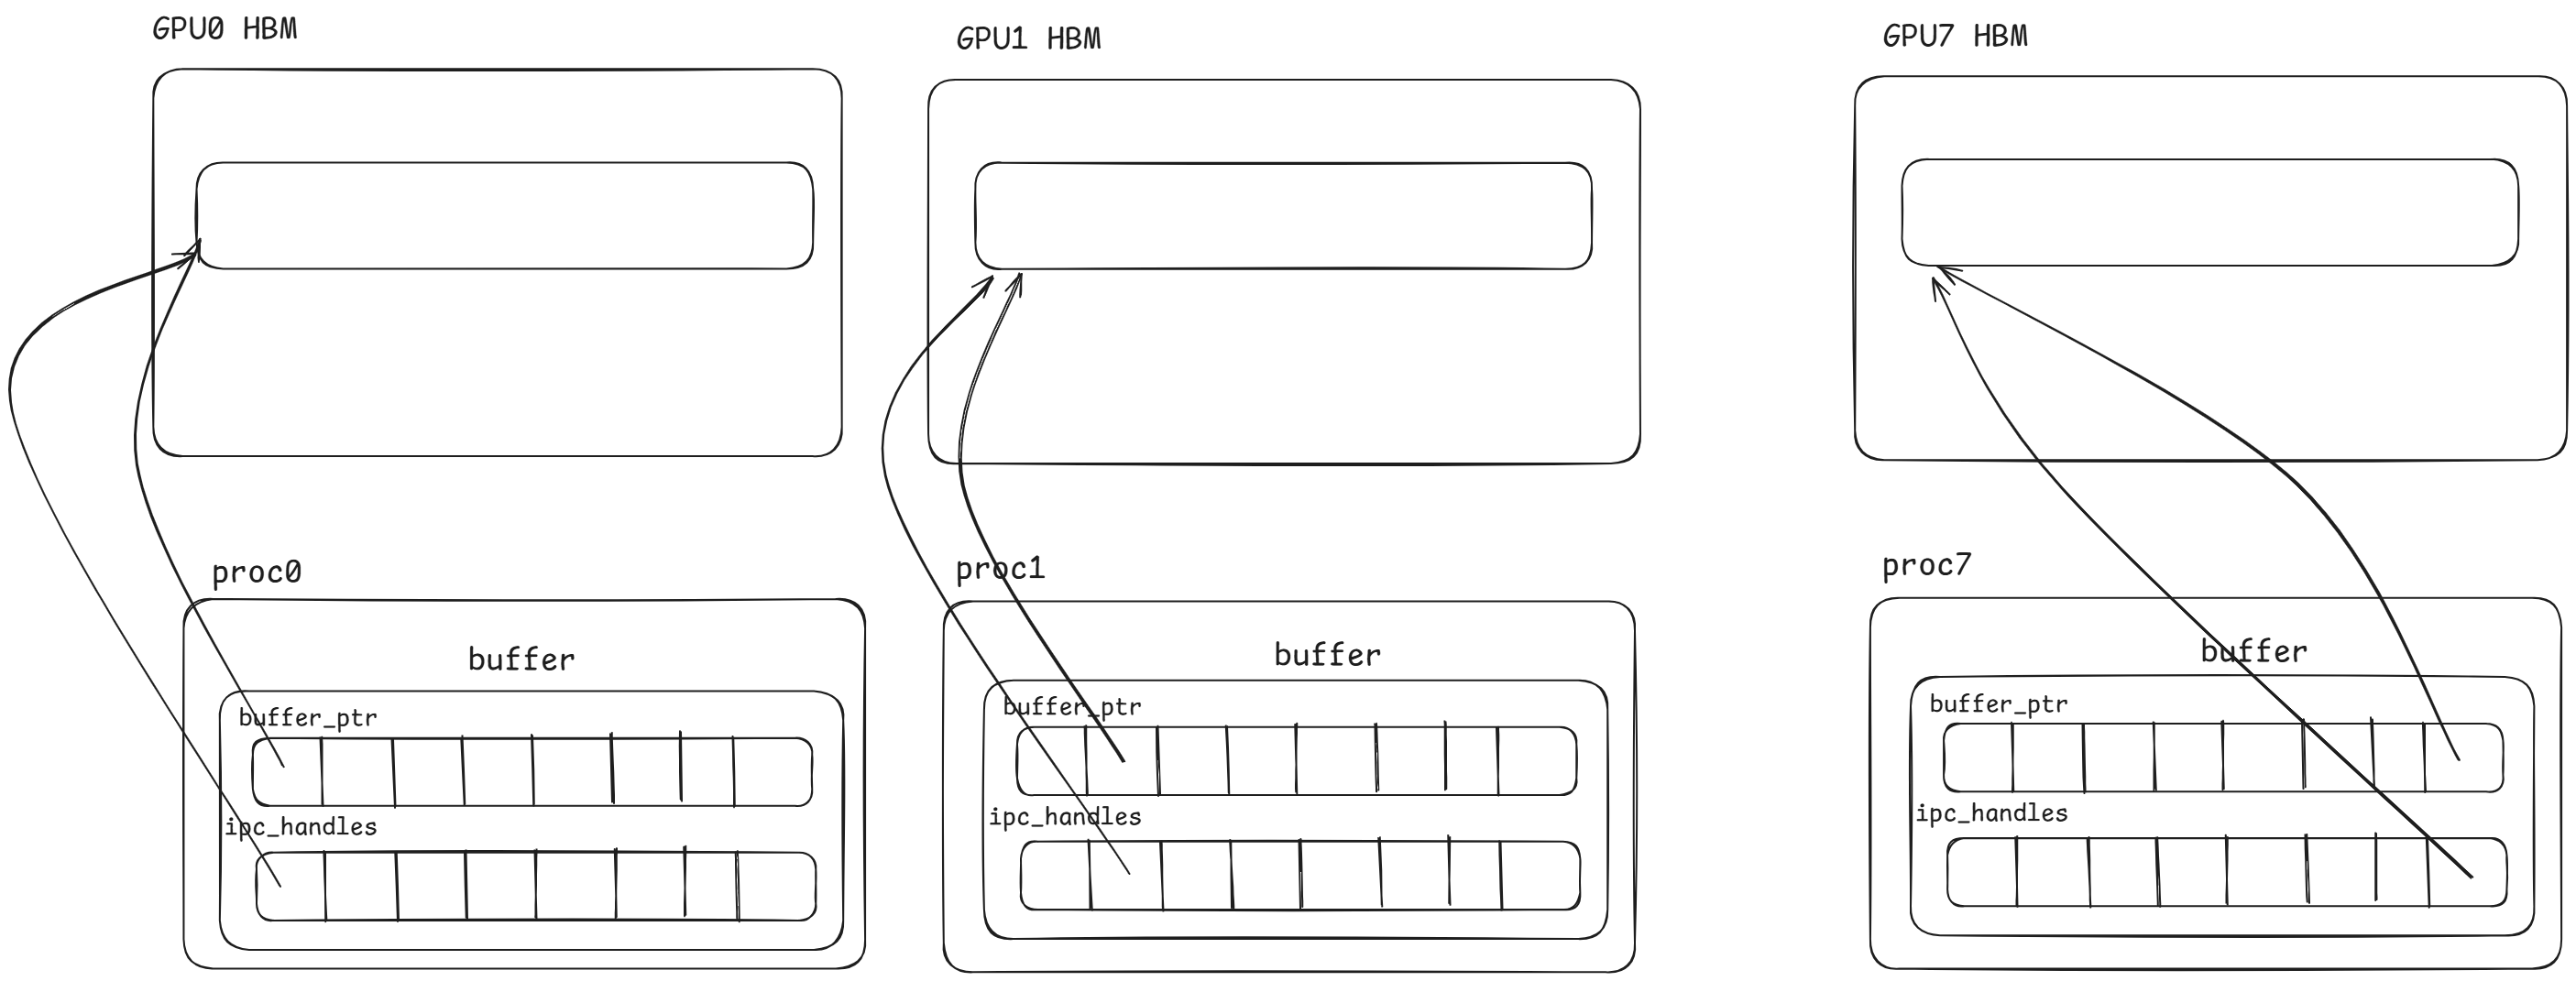 GPU0 HBM
GPU1 HBM
GPU7 HBM
proc0
proc1
proc7
buffer
buffer_ptr
ipc_handles
buffer
buffer_ptr
ipc_handles
buffer
buffer_ptr
ipc_handles